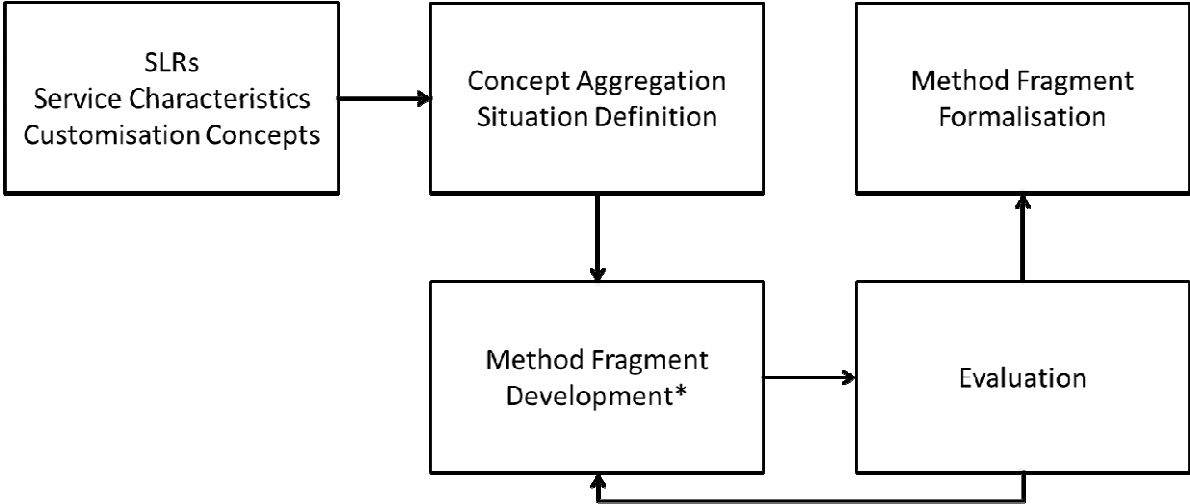 SLRs
Service Characteristics
Customisation Concepts
Concept Aggregation
Situation Definition
Method Fragment
Formalisation
Method Fragment
Development*
Evaluation